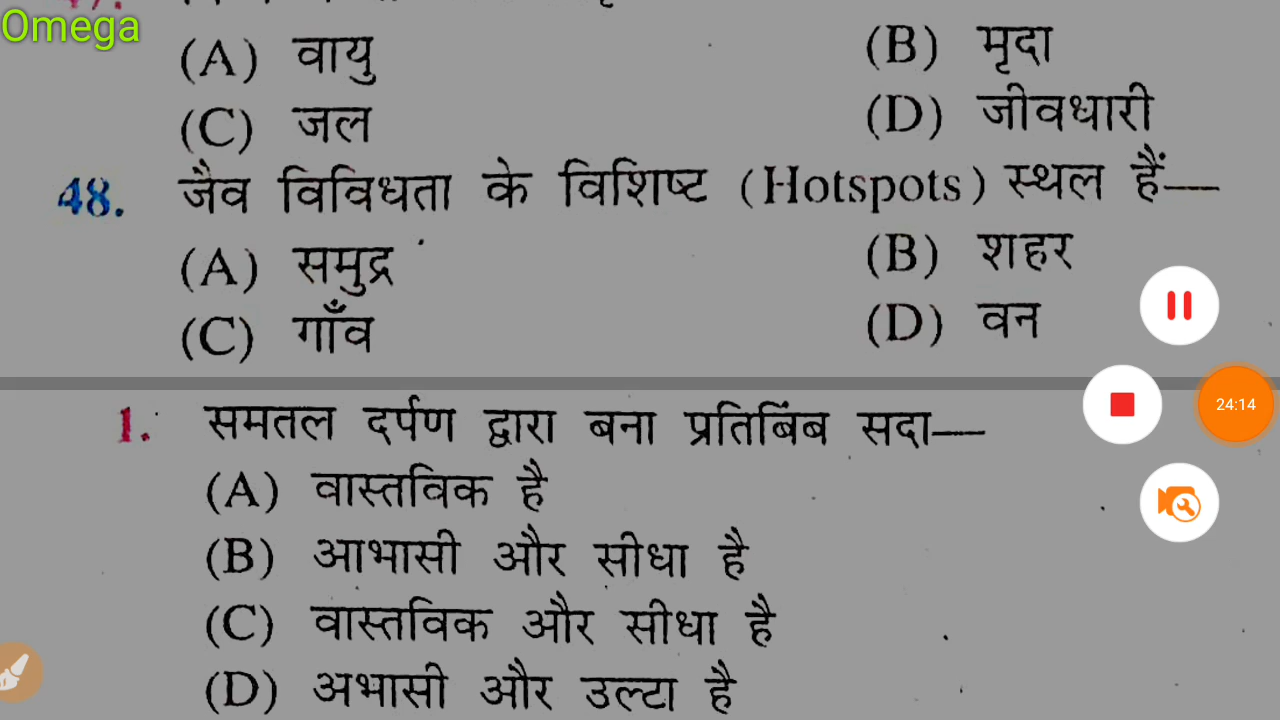 Omega
(A) वायु (B) मृदा
(C) जल (D) जीवधारी
48. जैव विविधता के विशिष्ट (Hotspots) स्थल हैं—
(A) समुद्र (B) शहर
(C) गाँव (D) वन
24:14
1. समतल दर्पण द्वारा बना प्रतिबिंब सदा—
(A) वास्तविक है
(B) आभासी और सीधा है
(C) वास्तविक और सीधा है
(D) अभासी और उल्टा है